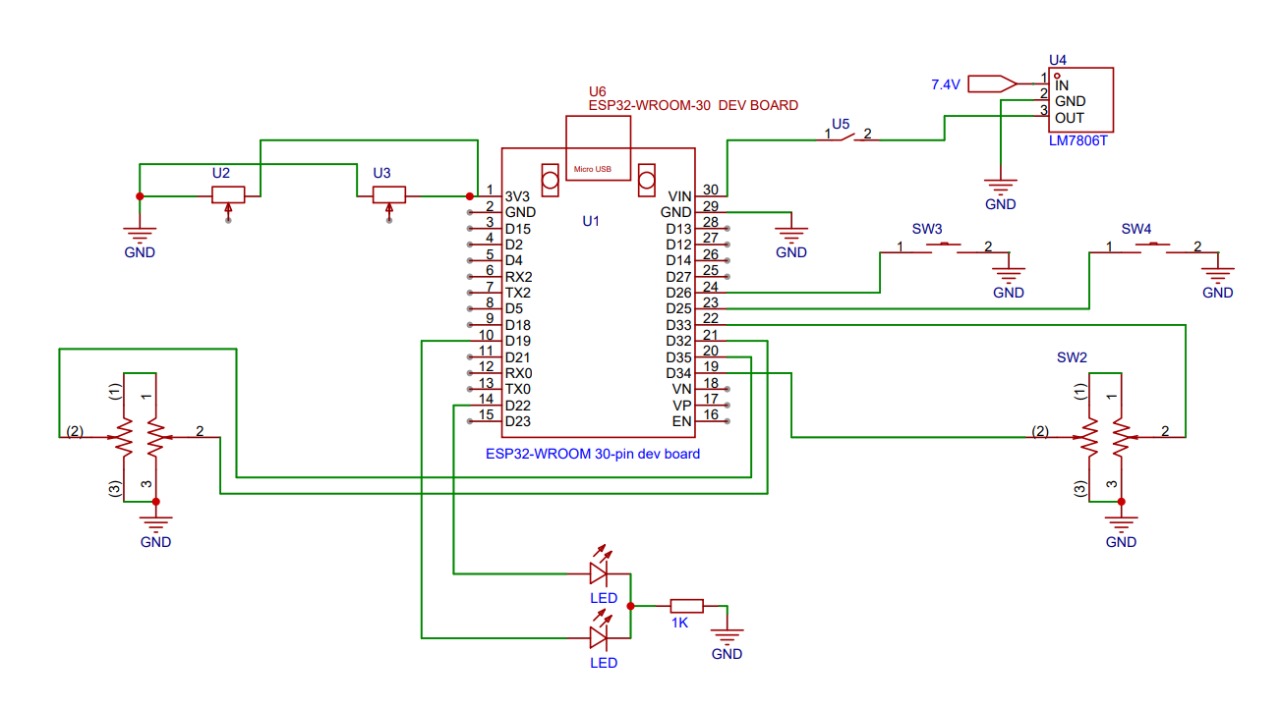 U4
7.4V
1
IN
2
GND
3
OUT
LM7806T
GND
U6
ESP32-WROOM-30 DEV BOARD
Micro USB
U1
1 3V3
2 GND
3 D15
4 D2
5 D4
6 RX2
7 TX2
8 D5
9 D18
10 D19
11 D21
12 RX0
13 TX0
14 D22
15 D23
VIN 30
GND 29
D13 28
D12 27
D14 26
D27 25
D26 24
D25 23
D33 22
D32 21
D35 20
D34 19
VN 18
VP 17
EN 16
ESP32-WROOM 30-pin dev board
U2
U3
GND
1 U5 2
GND
SW3
1 2
GND
SW4
1 2
GND
(1) 1
(2) 2
(3) 3
GND
SW2
(1) 1
(2) 2
(3) 3
GND
LED
LED
1K
GND